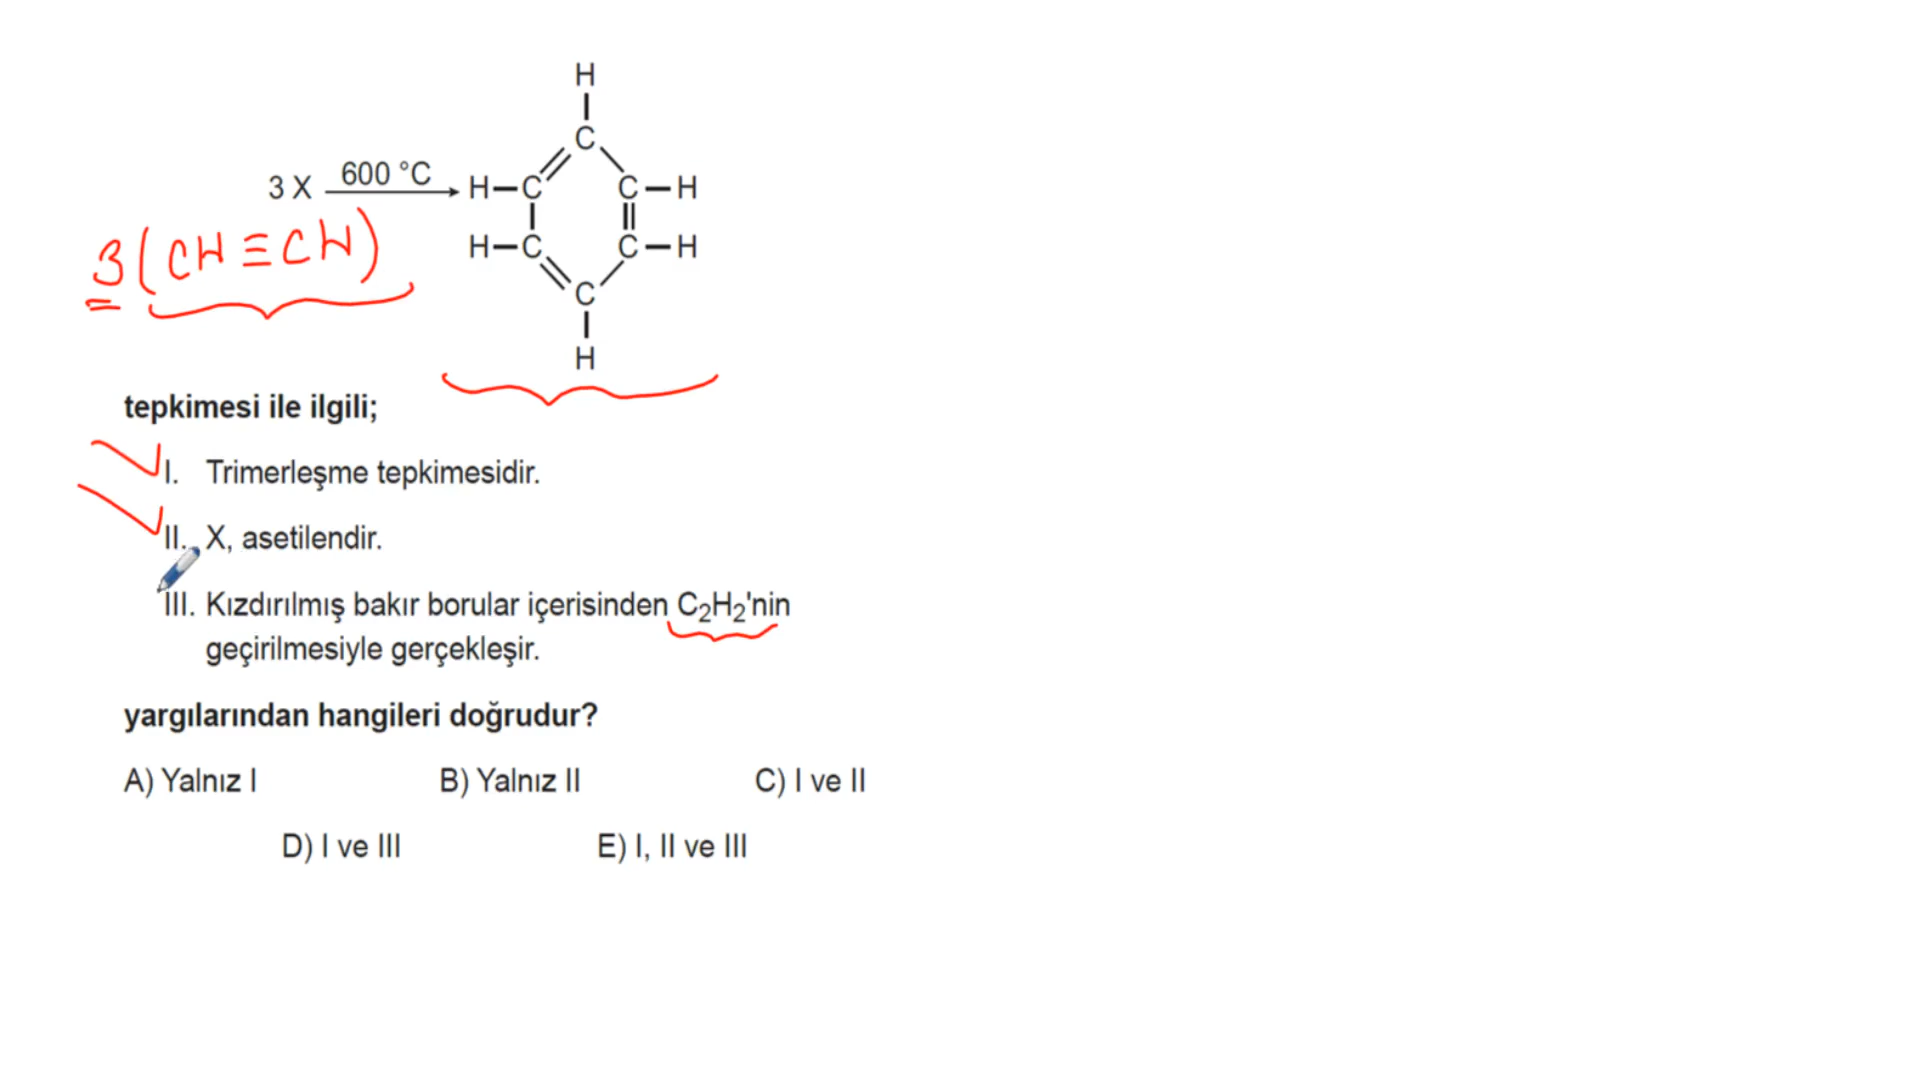 H
C
3 X 600 °C H–C C–H
3(CH≡CH) H–C C–H
C
H
tepkimesi ile ilgili;
I. Trimerleşme tepkimesidir.
II. X, asetilendir.
III. Kızdırılmış bakır borular içerisinden C₂H₂'nin
geçirilmesiyle gerçekleşir.
yargılarından hangileri doğrudur?
A) Yalnız I B) Yalnız II C) I ve II
D) I ve III E) I, II ve III